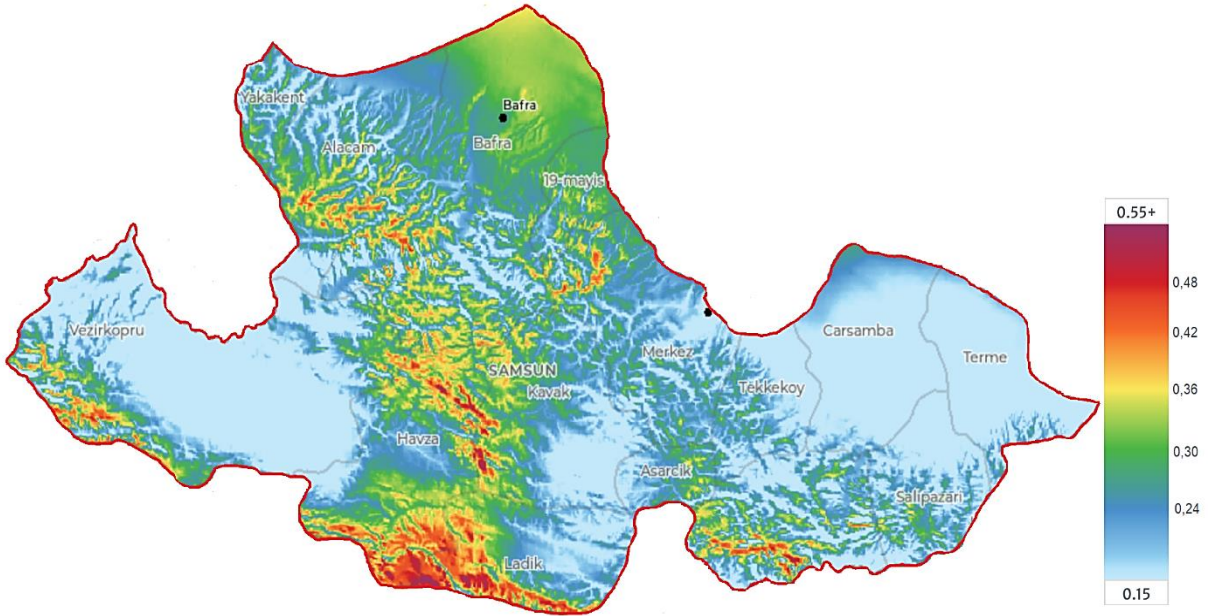 Yakakent
Bafra
Alacam
Bafra
19-mayis
0.55+
0,48
Vezirkopru
Carsamba
0,42
Merkez
Terme
SAMSUN
Kavak
Tekkekoy
0,36
Havza
0,30
Asarcik
Salipazari
0,24
Ladik
0.15